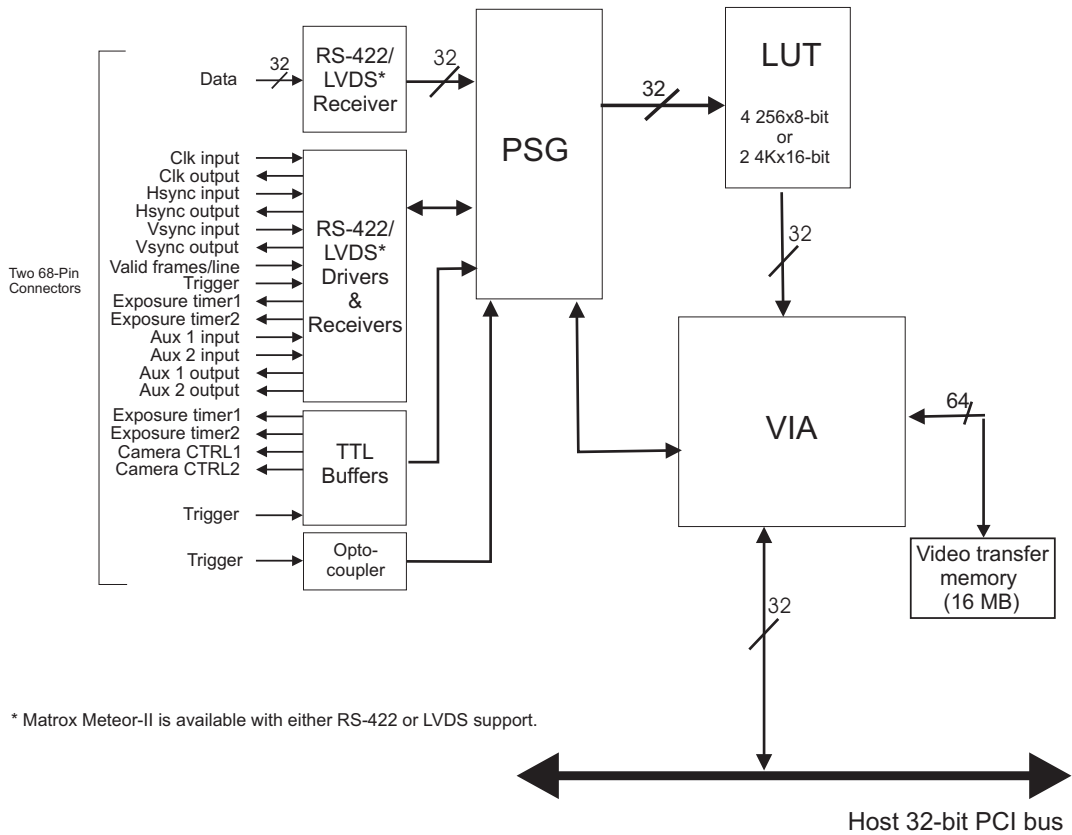 Two 68-Pin
Connectors
Data
32
RS-422/
LVDS*
Receiver
32
PSG
32
LUT
4 256x8-bit
or
2 4Kx16-bit
Clk input
Clk output
Hsync input
Hsync output
Vsync input
Vsync output
Valid frames/line
Trigger
Exposure timer1
Exposure timer2
Aux 1 input
Aux 2 input
Aux 1 output
Aux 2 output
RS-422/
LVDS*
Drivers
&
Receivers
32
Exposure timer1
Exposure timer2
Camera CTRL1
Camera CTRL2
Trigger
TTL
Buffers
VIA
64
Trigger
Opto-
coupler
Video transfer
memory
(16 MB)
32
* Matrox Meteor-II is available with either RS-422 or LVDS support.
Host 32-bit PCI bus